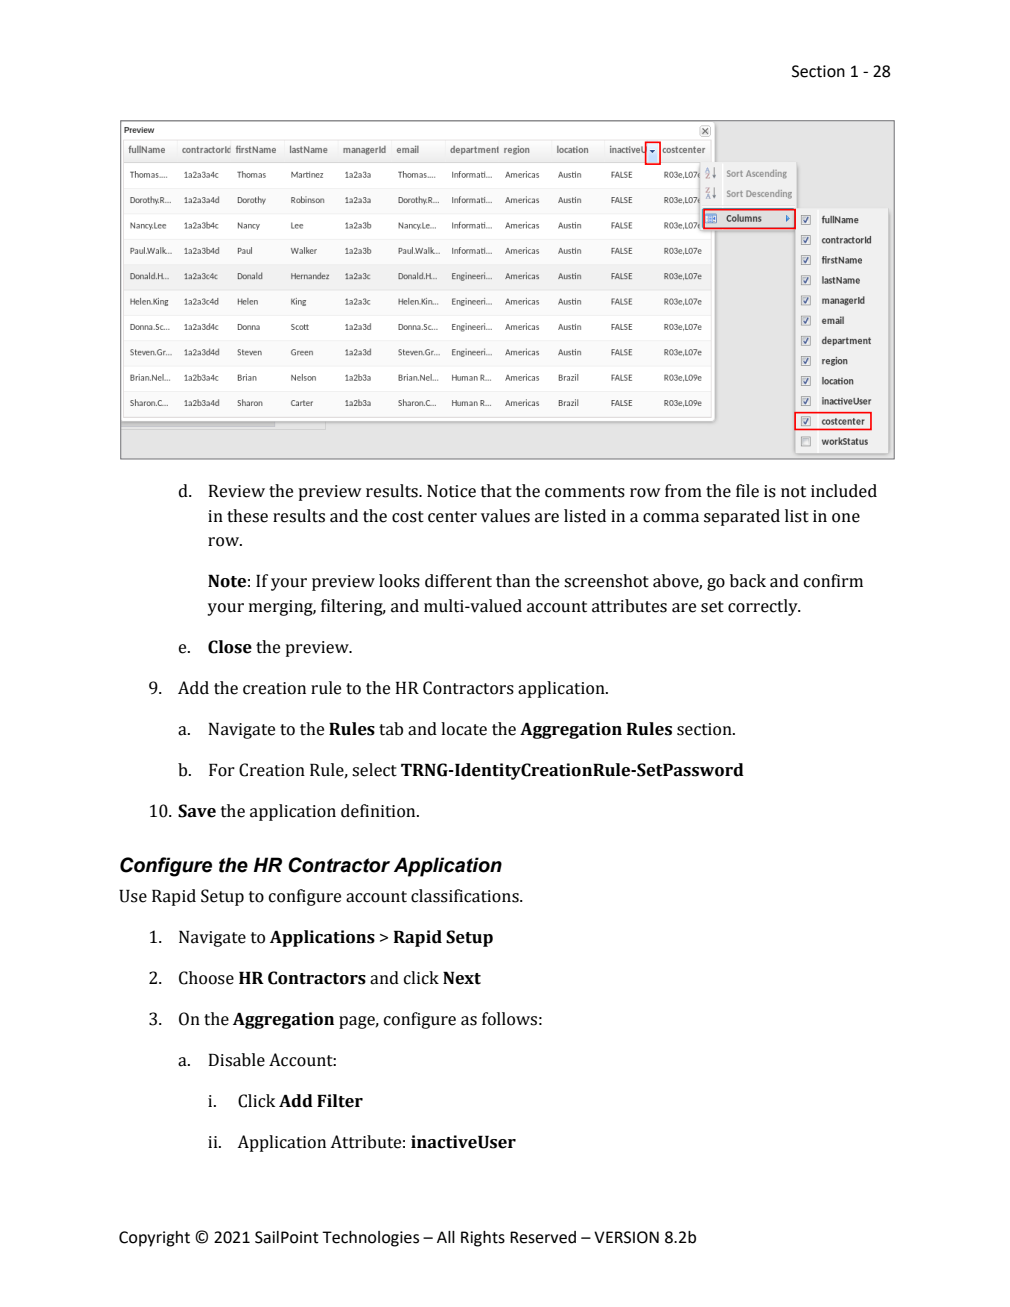 Section 1 - 28
Preview
fullName contractorId firstName lastName managerId email department region location inactiveU costcenter
Thomas.... 1a2a3a4c Thomas Martinez 1a2a3a Thomas.... Informati... Americas Austin FALSE R03e,L07e
Dorothy.R... 1a2a3a4d Dorothy Robinson 1a2a3a Dorothy.R... Informati... Americas Austin FALSE R03e,L07e
Nancy.Lee 1a2a3b4c Nancy Lee 1a2a3b Nancy.Le... Informati... Americas Austin FALSE R03e,L07
Paul.Walk... 1a2a3b4d Paul Walker 1a2a3b Paul.Walk... Informati... Americas Austin FALSE R03e,L07e
Donald.H... 1a2a3c4c Donald Hernandez 1a2a3c Donald.H... Engineeri... Americas Austin FALSE R03e,L07e
Helen.King 1a2a3c4d Helen King 1a2a3c Helen.Kin... Engineeri... Americas Austin FALSE R03e,L07e
Donna.Sc... 1a2a3d4c Donna Scott 1a2a3d Donna.Sc... Engineeri... Americas Austin FALSE R03e,L07e
Steven.Gr... 1a2a3d4d Steven Green 1a2a3d Steven.Gr... Engineeri... Americas Austin FALSE R03e,L07e
Brian.Nel... 1a2b3a4c Brian Nelson 1a2b3a Brian.Nel... Human R... Americas Brazil FALSE R03e,L09e
Sharon.C... 1a2b3a4d Sharon Carter 1a2b3a Sharon.C... Human R... Americas Brazil FALSE R03e,L09e
Sort Ascending
Sort Descending
Columns
fullName
contractorId
firstName
lastName
managerId
email
department
region
location
inactiveUser
costcenter
workStatus
d. Review the preview results. Notice that the comments row from the file is not included
in these results and the cost center values are listed in a comma separated list in one
row.
Note: If your preview looks different than the screenshot above, go back and confirm
your merging, filtering, and multi-valued account attributes are set correctly.
e. Close the preview.
9. Add the creation rule to the HR Contractors application.
a. Navigate to the Rules tab and locate the Aggregation Rules section.
b. For Creation Rule, select TRNG-IdentityCreationRule-SetPassword
10. Save the application definition.
Configure the HR Contractor Application
Use Rapid Setup to configure account classifications.
1. Navigate to Applications > Rapid Setup
2. Choose HR Contractors and click Next
3. On the Aggregation page, configure as follows:
a. Disable Account:
i. Click Add Filter
ii. Application Attribute: inactiveUser
Copyright © 2021 SailPoint Technologies – All Rights Reserved – VERSION 8.2b